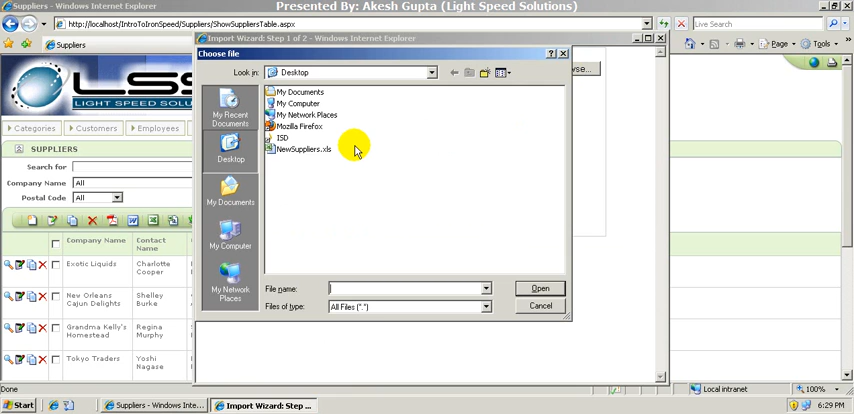 Suppliers - Windows Internet Explorer
Presented By: Akesh Gupta (Light Speed Solutions)
http://localhost/IntroToIronSpeed/Suppliers/ShowSuppliersTable.aspx
Live Search
Suppliers
Page
Tools
LSS
LIGHT SPEED SOLU
Categories
Customers
Employees
SUPPLIERS
Search for
Company Name
All
Postal Code
All
Company Name
Contact Name
Exotic Liquids
Charlotte Cooper
New Orleans Cajun Delights
Shelley Burke
Grandma Kelly's Homestead
Regina Murphy
Tokyo Traders
Yoshi Nagase
Import Wizard: Step 1 of 2 - Windows Internet Explorer
Choose file
Look in:
Desktop
My Recent Documents
Desktop
My Documents
My Computer
My Network Places
My Documents
My Computer
My Network Places
Mozilla Firefox
ISD
NewSuppliers.xls
File name:
Open
Files of type:
All Files (*.*)
Cancel
Done
Local intranet
100%
Start
Suppliers - Windows Inte...
Import Wizard: Step ...
6:29 PM